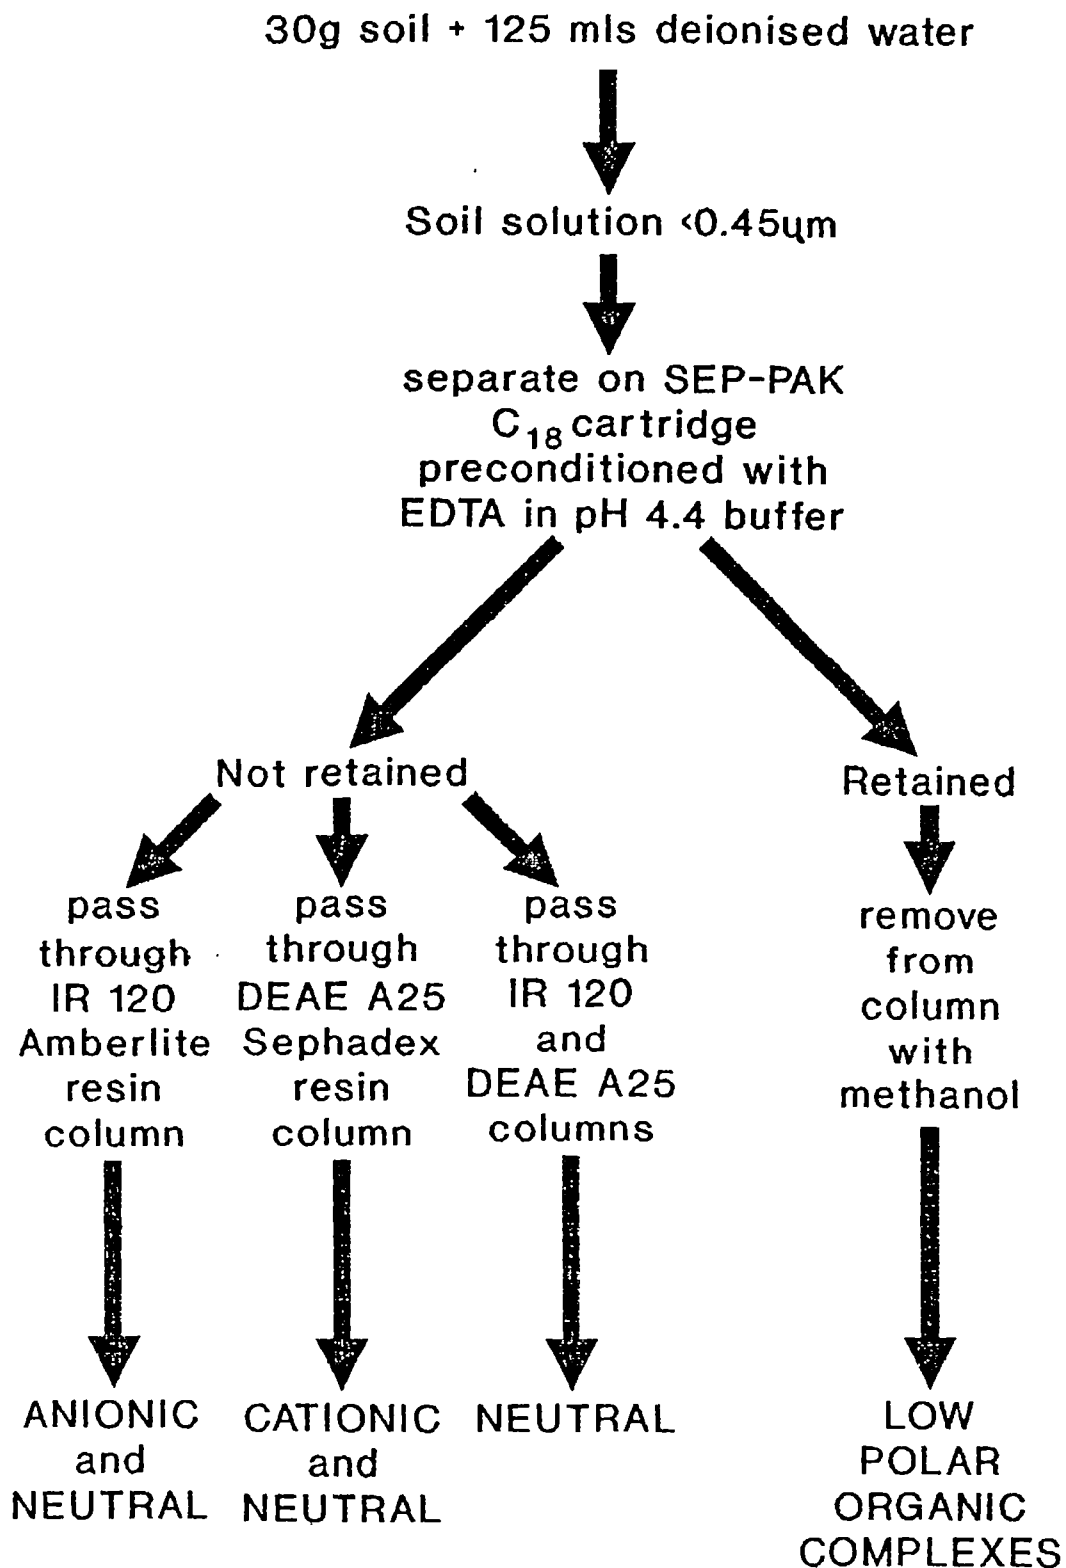 30g soil + 125 mls deionised water
Soil solution <0.45ųm
separate on SEP-PAK
C18 cartridge
preconditioned with
EDTA in pH 4.4 buffer
Not retained
Retained
pass
through
IR 120
Amberlite
resin
column
pass
through
DEAE A25
Sephadex
resin
column
pass
through
IR 120
and
DEAE A25
columns
remove
from
column
with
methanol
ANIONIC
and
NEUTRAL
CATIONIC
and
NEUTRAL
NEUTRAL
LOW
POLAR
ORGANIC
COMPLEXES